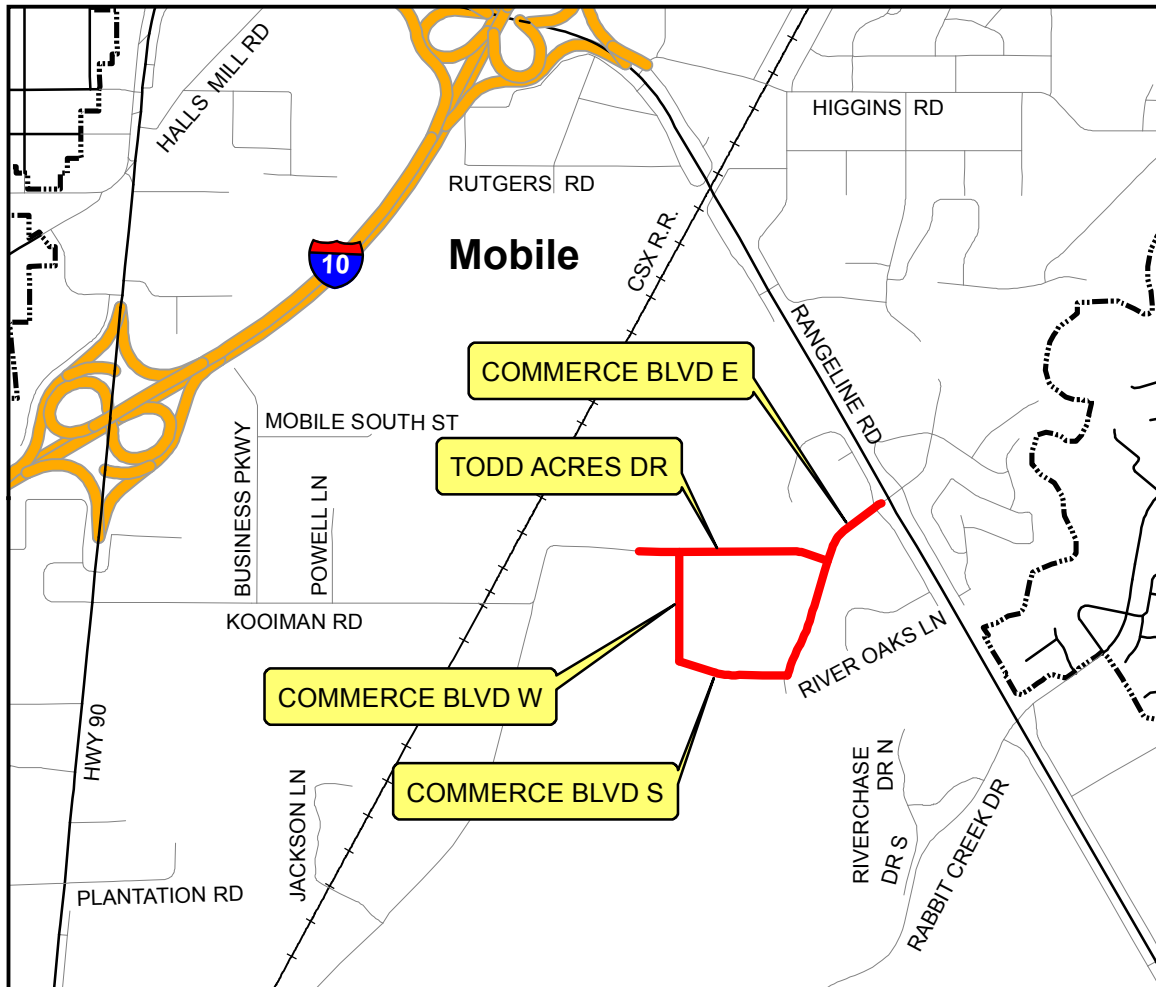 HALLS MILL RD
HIGGINS RD
RUTGERS RD
CSX R.R.
Mobile
10
RANGELINE RD
COMMERCE BLVD E
MOBILE SOUTH ST
TODD ACRES DR
BUSINESS PKWY
POWELL LN
KOOIMAN RD
RIVER OAKS LN
COMMERCE BLVD W
HWY 90
COMMERCE BLVD S
JACKSON LN
RIVERCHASE
DR N
DR S
RABBIT CREEK DR
PLANTATION RD